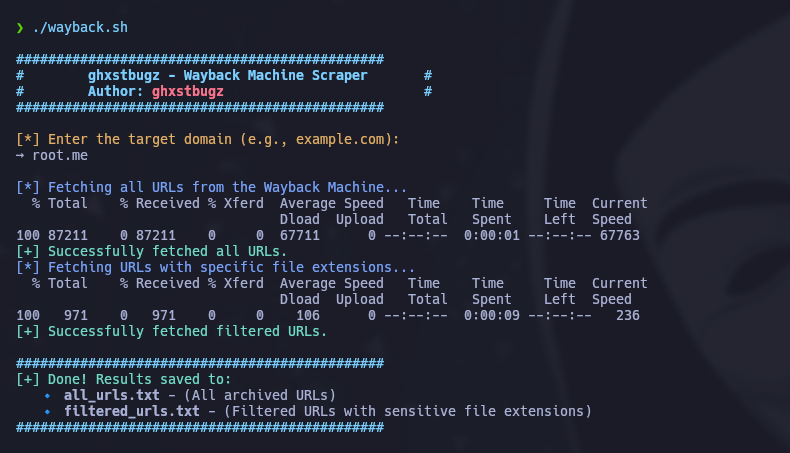 ❯ ./wayback.sh
##############################################
#        ghxstbugz - Wayback Machine Scraper       #
#        Author: ghxstbugz                         #
##############################################
[*] Enter the target domain (e.g., example.com):
→ root.me
[*] Fetching all URLs from the Wayback Machine...
  % Total    % Received % Xferd  Average Speed   Time    Time     Time  Current
                                 Dload  Upload   Total   Spent    Left  Speed
100 87211    0 87211    0     0  67711      0 --:--:--  0:00:01 --:--:-- 67763
[+] Successfully fetched all URLs.
[*] Fetching URLs with specific file extensions...
  % Total    % Received % Xferd  Average Speed   Time    Time     Time  Current
                                 Dload  Upload   Total   Spent    Left  Speed
100   971    0   971    0     0    106      0 --:--:--  0:00:09 --:--:--   236
[+] Successfully fetched filtered URLs.
##############################################
[+] Done! Results saved to:
   🔹 all_urls.txt - (All archived URLs)
   🔹 filtered_urls.txt - (Filtered URLs with sensitive file extensions)
##############################################